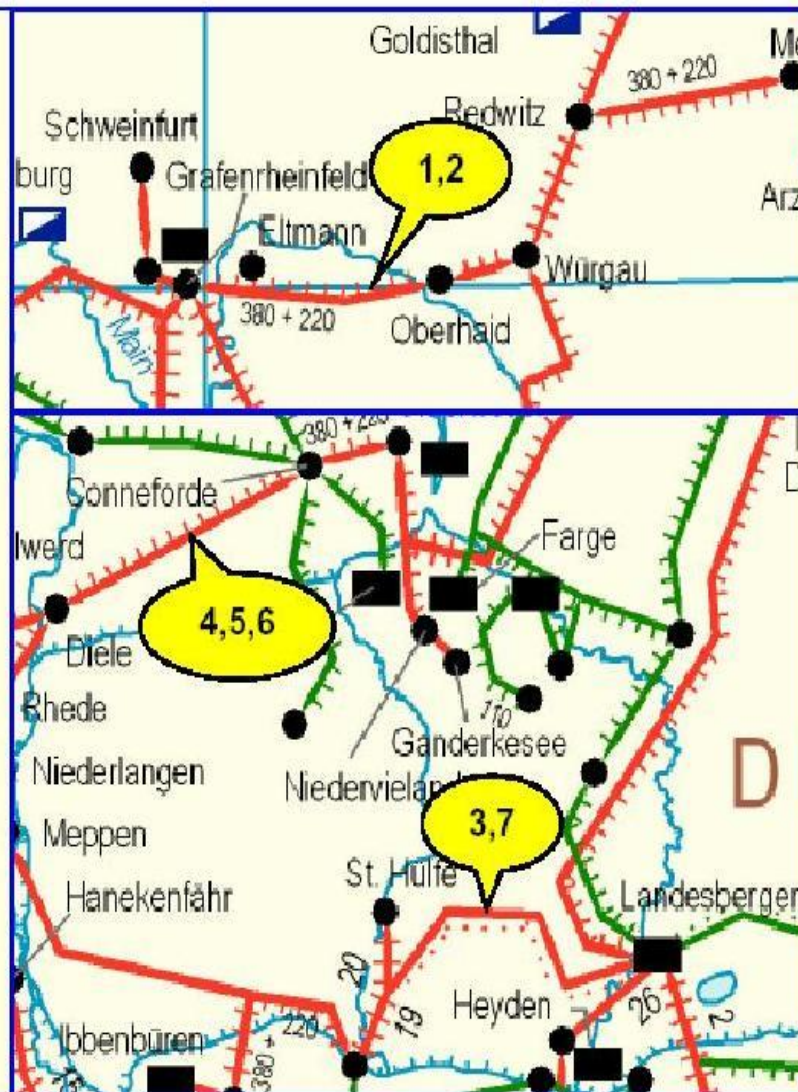 Goldisthal
380 + 220
Redwitz
Schweinfurt
burg
Grafenrheinfeld
1,2
Arz
Eltmann
Würgau
380 + 220
Oberhaid
Main
380 + 220
Conneforde
lwerd
Farge
4,5,6
Diele
Rhede
110
Ganderkesee
Niederlangen
Niedervieland
D
3,7
Meppen
St. Hülfe
Hanekenfähr
Landesbergen
20
19
Heyden
26
2
220
Ibbenbüren
380 +